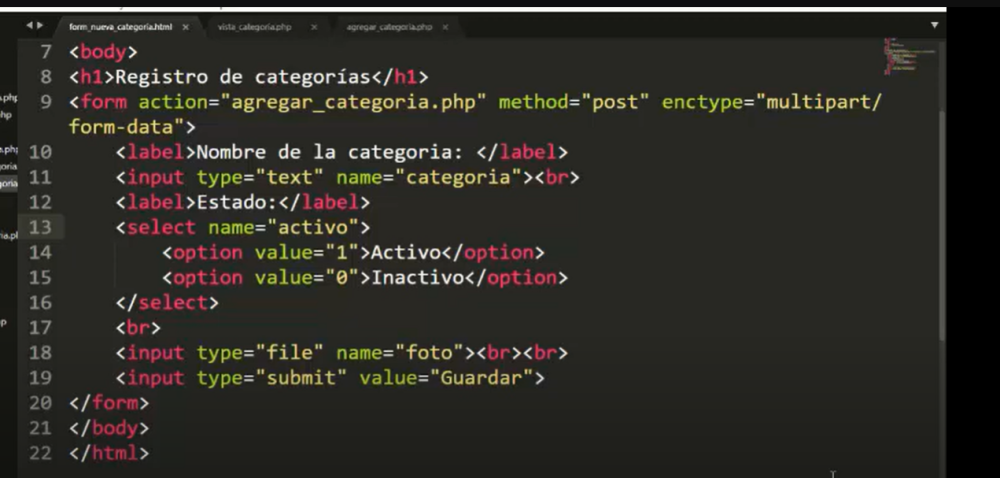 form_nueva_categoria.html × vista_categoria.php × agregar_categoria.php ×
7 <body>
8 <h1>Registro de categorías</h1>
9 <form action="agregar_categoria.php" method="post" enctype="multipart/
form-data">
10 <label>Nombre de la categoria: </label>
11 <input type="text" name="categoria"><br>
12 <label>Estado:</label>
13 <select name="activo">
14 <option value="1">Activo</option>
15 <option value="0">Inactivo</option>
16 </select>
17 <br>
18 <input type="file" name="foto"><br><br>
19 <input type="submit" value="Guardar">
20 </form>
21 </body>
22 </html>